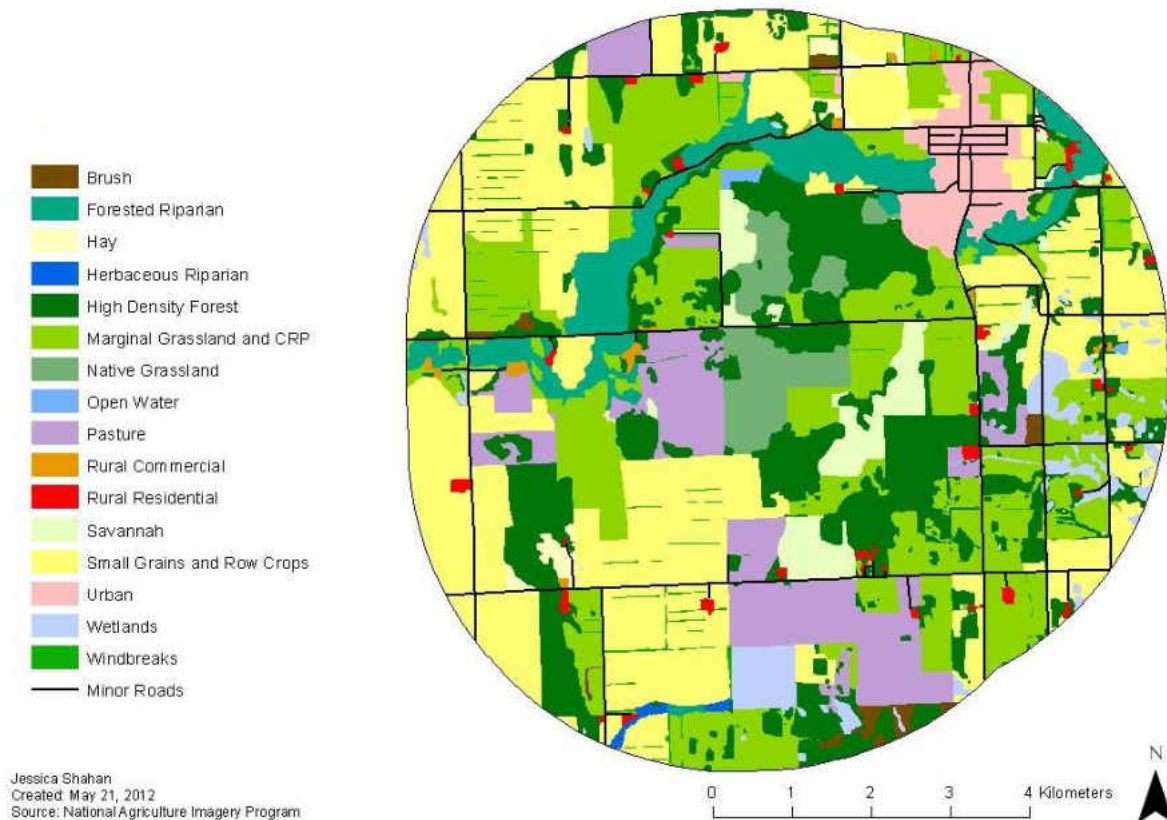 Brush
Forested Riparian
Hay
Herbaceous Riparian
High Density Forest
Marginal Grassland and CRP
Native Grassland
Open Water
Pasture
Rural Commercial
Rural Residential
Savannah
Small Grains and Row Crops
Urban
Wetlands
Windbreaks
Minor Roads
Jessica Shahan
Created: May 21, 2012
Source: National Agriculture Imagery Program
0 1 2 3 4 Kilometers
N